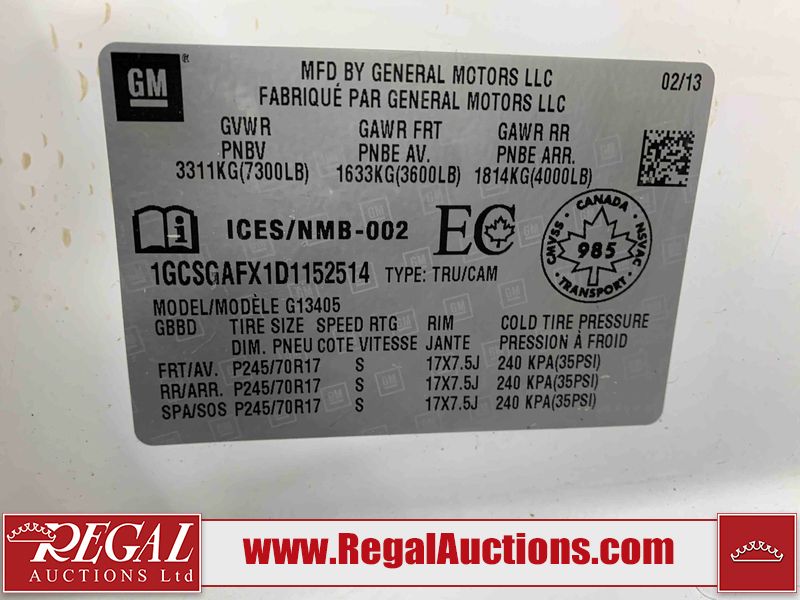 GM
MFD BY GENERAL MOTORS LLC
02/13
FABRIQUÉ PAR GENERAL MOTORS LLC
GVWR GAWR FRT GAWR RR
PNBV PNBE AV. PNBE ARR.
3311KG(7300LB) 1633KG(3600LB) 1814KG(4000LB)
i ICES/NMB-002 EC
CANADA
CMVSS NSVAC
985
TRANSPORT
1GCSGAFX1D1152514 TYPE: TRU/CAM
MODEL/MODÈLE G13405
GBBD TIRE SIZE SPEED RTG RIM COLD TIRE PRESSURE
DIM. PNEU COTE VITESSE JANTE PRESSION À FROID
FRT/AV. P245/70R17 S 17X7.5J 240 KPA(35PSI)
RR/ARR. P245/70R17 S 17X7.5J 240 KPA(35PSI)
SPA/SOS P245/70R17 S 17X7.5J 240 KPA(35PSI)
REGAL
AUCTIONS Ltd
www.RegalAuctions.com